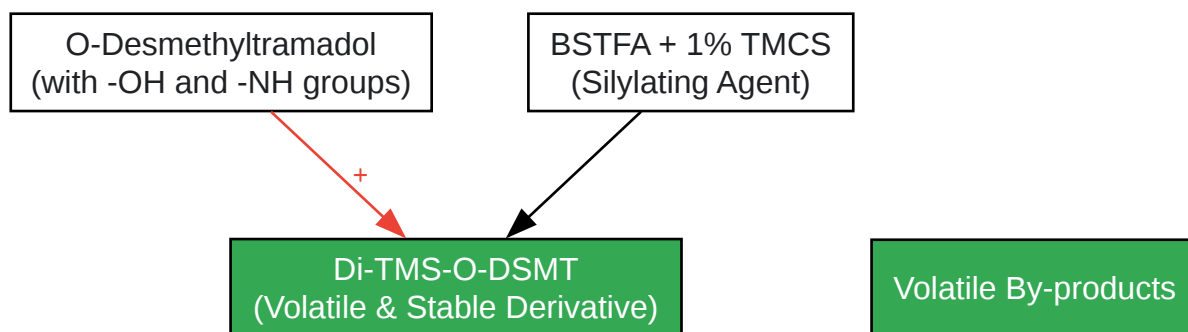 O-Desmethyltramadol
(with -OH and -NH groups)
BSTFA + 1% TMCS
(Silylating Agent)
+
Di-TMS-O-DSMT
(Volatile & Stable Derivative)
Volatile By-products